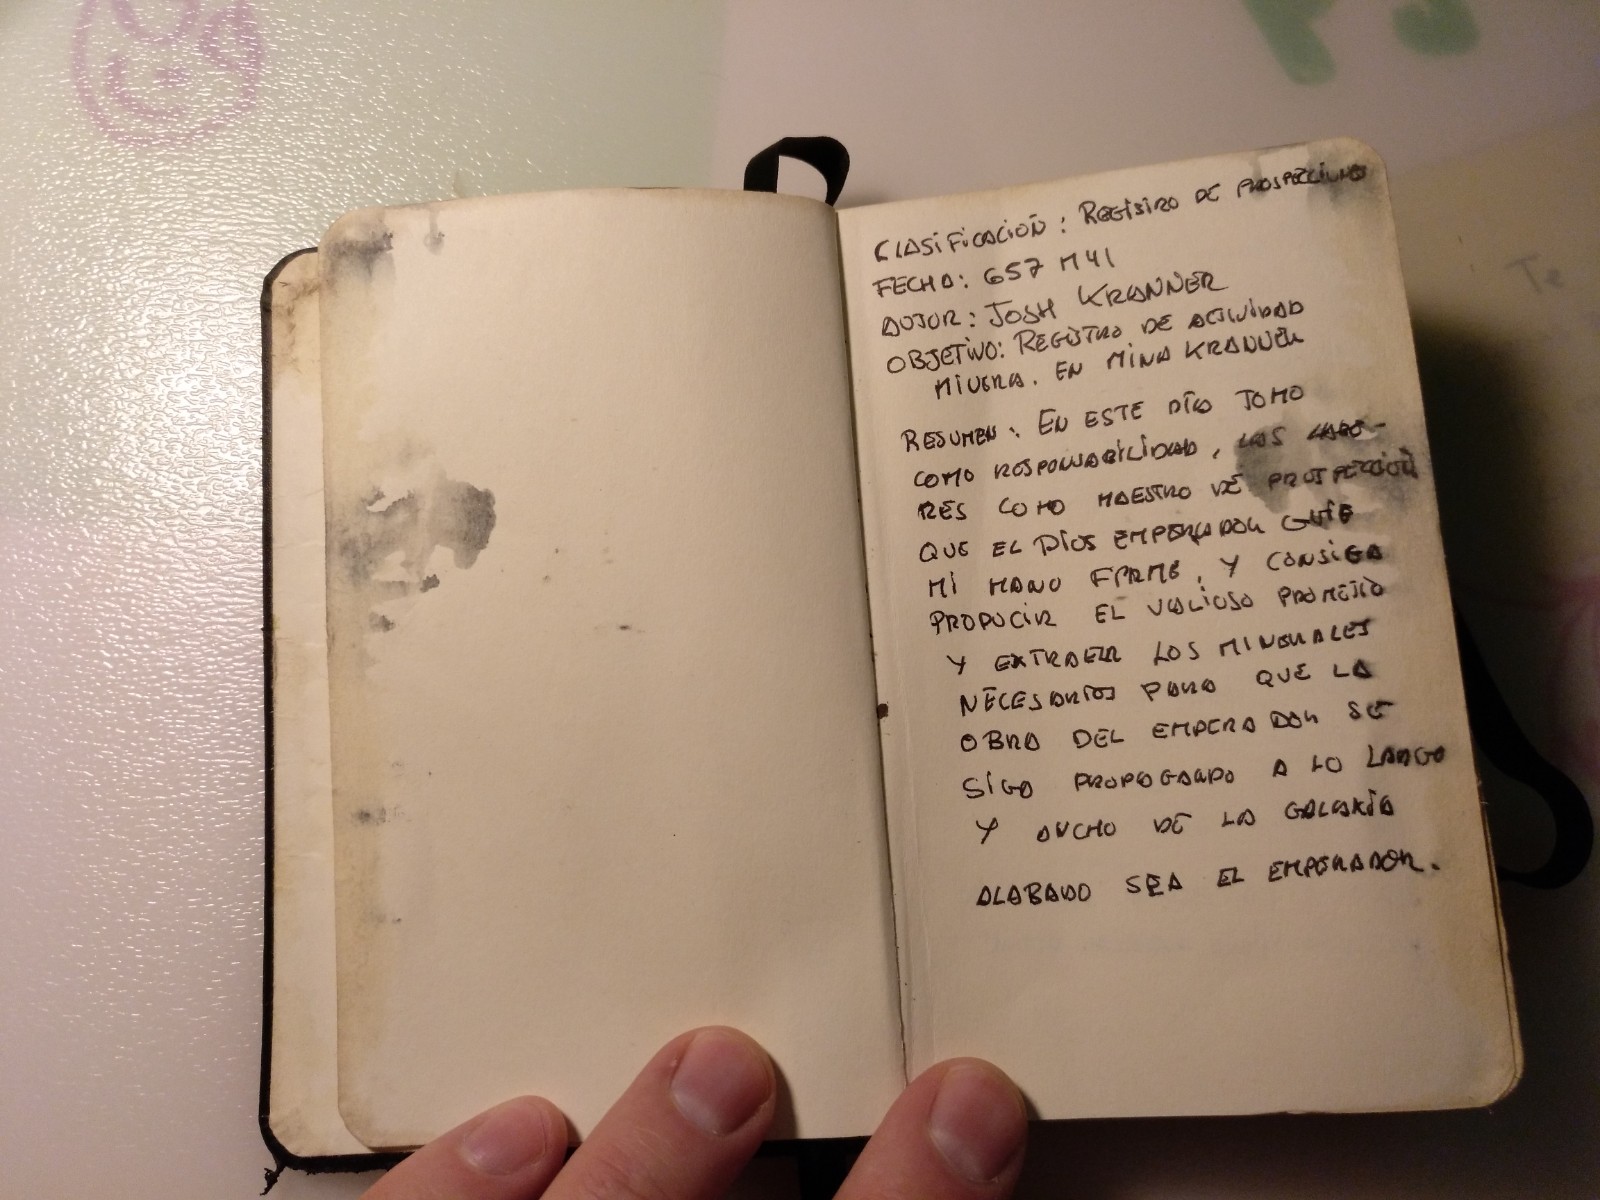 CLASIFICACIÓN: REGISTRO DE PROSPECCIÓN
FECHA: 657 M41
AUTOR: JOSH KRANNER
OBJETIVO: REGISTRO DE ACTIVIDAD
MINERA. EN MINA KRANNER
RESUMEN: EN ESTE DÍA TOMO
COMO RESPONSABILIDAD, LAS LABO-
RES COMO MAESTRO DE PROSPECCIÓN
QUE EL DIOS EMPERADOR GUÍE
MI MANO FIRME, Y CONSIGA
PRODUCIR EL VALIOSO PROMETIO
Y EXTRAER LOS MINERALES
NECESARIOS PARA QUE LA
OBRA DEL EMPERADOR SE
SIGA PROPAGANDO A LO LARGO
Y ANCHO DE LA GALAXIA
ALABADO SEA EL EMPERADOR.
Te